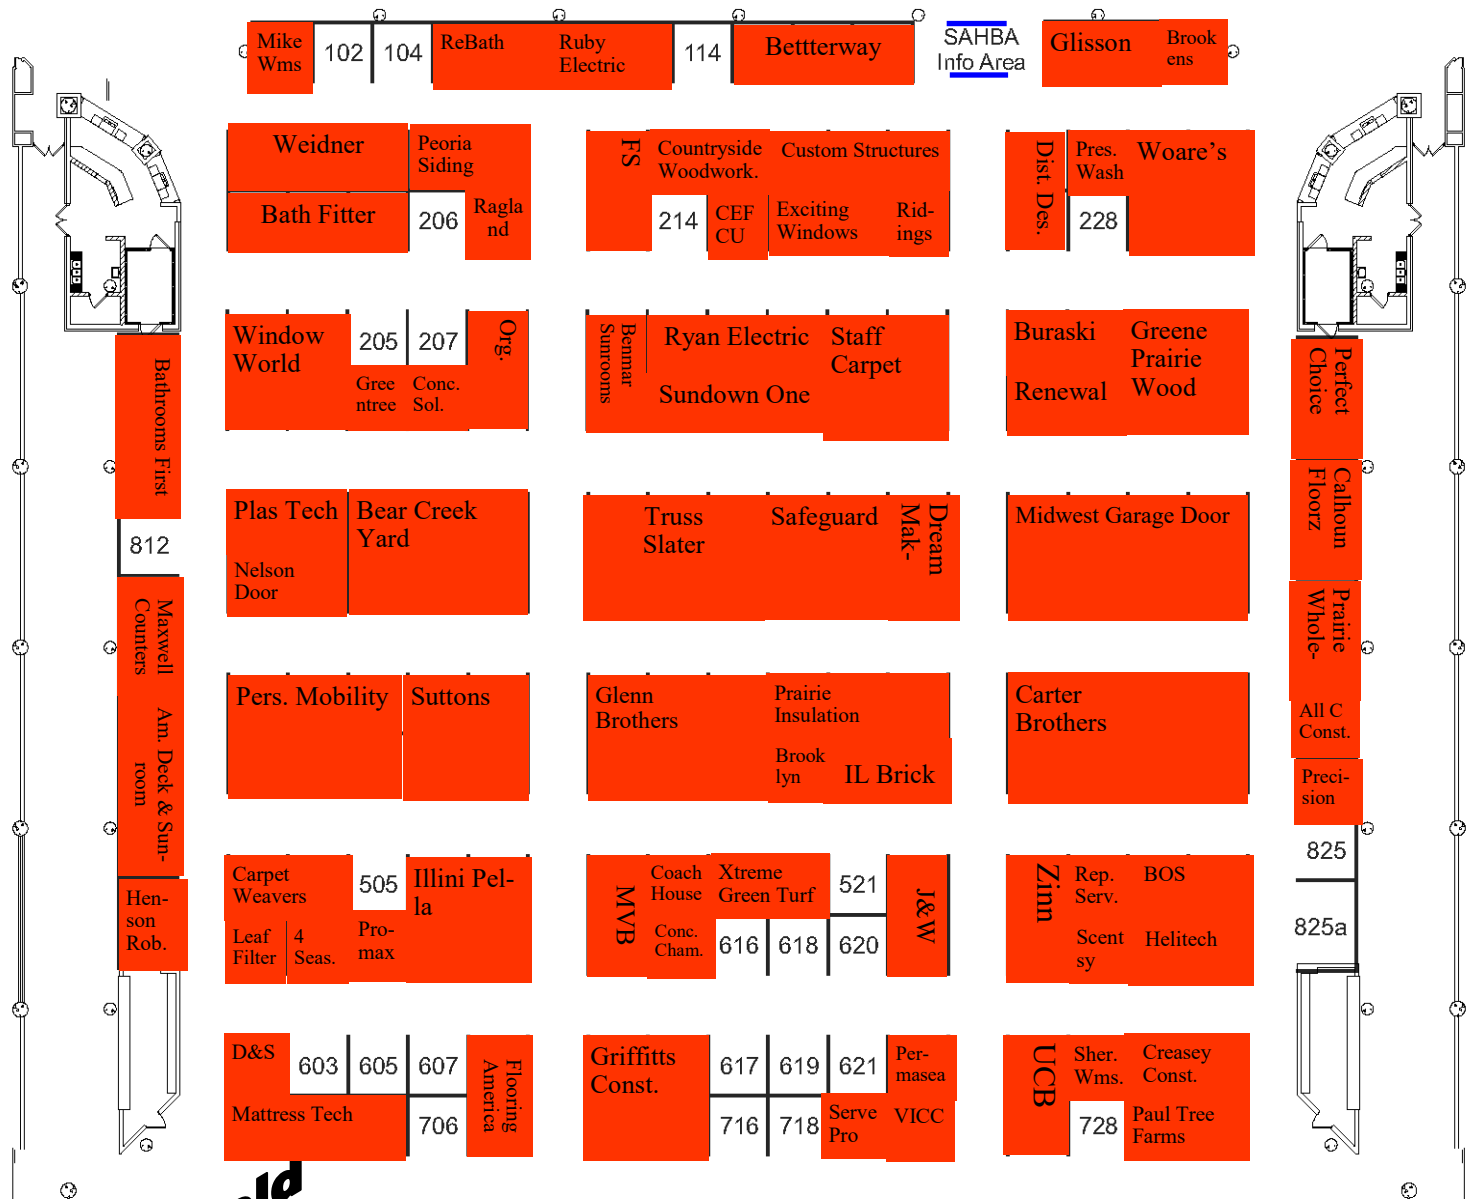 Mike
Wms
102
104
ReBath
Ruby
Electric
114
Bettterway
SAHBA
Info Area
Glisson
Brook
ens
Weidner
Peoria
Siding
Bath Fitter
206
Ragla
nd
FS
Countryside
Woodwork.
Custom Structures
214
CEF
CU
Exciting
Windows
Rid-
ings
Dist. Des.
Pres.
Wash
Woare's
228
Window
World
205
207
Org.
Gree
ntree
Conc.
Sol.
Benmar
Sunrooms
Ryan Electric
Staff
Carpet
Sundown One
Buraski
Greene
Prairie
Wood
Renewal
Bathrooms First
Perfect
Choice
Plas Tech
Bear Creek
Yard
Nelson
Door
Truss
Slater
Safeguard
Dream
Mak-
Midwest Garage Door
Calhoun
Floorz
812
Maxwell
Counters
Prairie
Whole-
Pers. Mobility
Suttons
Glenn
Brothers
Prairie
Insulation
Brook
lyn
IL Brick
Carter
Brothers
All C
Const.
Am. Deck & Sun-
room
Preci-
sion
825
825a
Hen-
son
Rob.
Carpet
Weavers
505
Illini Pel-
la
Leaf
Filter
4
Seas.
Pro-
max
MVB
Coach
House
Xtreme
Green Turf
521
J&W
Conc.
Cham.
616
618
620
Zinn
Rep.
Serv.
BOS
Scent
sy
Helitech
D&S
603
605
607
Flooring
America
Mattress Tech
706
Griffitts
Const.
617
619
621
Per-
masea
716
718
Serve
Pro
VICC
UCB
Sher.
Wms.
Creasey
Const.
728
Paul Tree
Farms